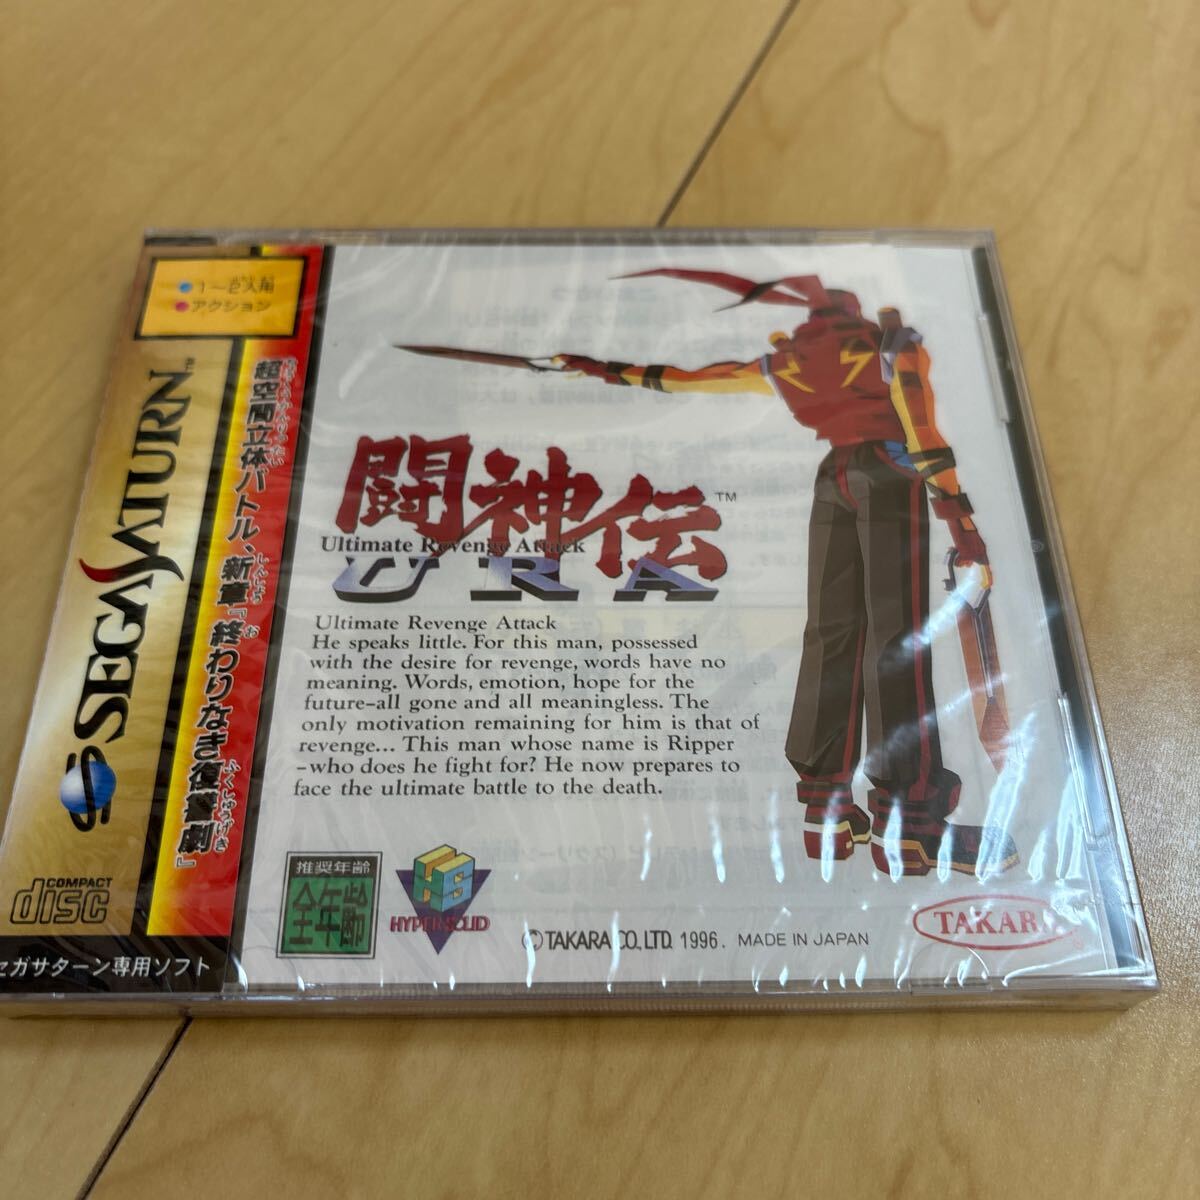 ●1〜2人用
●アクション
SEGA SATURN™
超空間立体バトル、新章『終わりなき復讐劇』
COMPACT
disc
セガサターン専用ソフト
闘神伝™
Ultimate Revenge Attack
URA
Ultimate Revenge Attack
He speaks little. For this man, possessed
with the desire for revenge, words have no
meaning. Words, emotion, hope for the
future–all gone and all meaningless. The
only motivation remaining for him is that of
revenge... This man whose name is Ripper
–who does he fight for? He now prepares to
face the ultimate battle to the death.
推奨年齢
全年齢
HS
HYPERSOLID
©TAKARA CO., LTD. 1996. MADE IN JAPAN
TAKARA